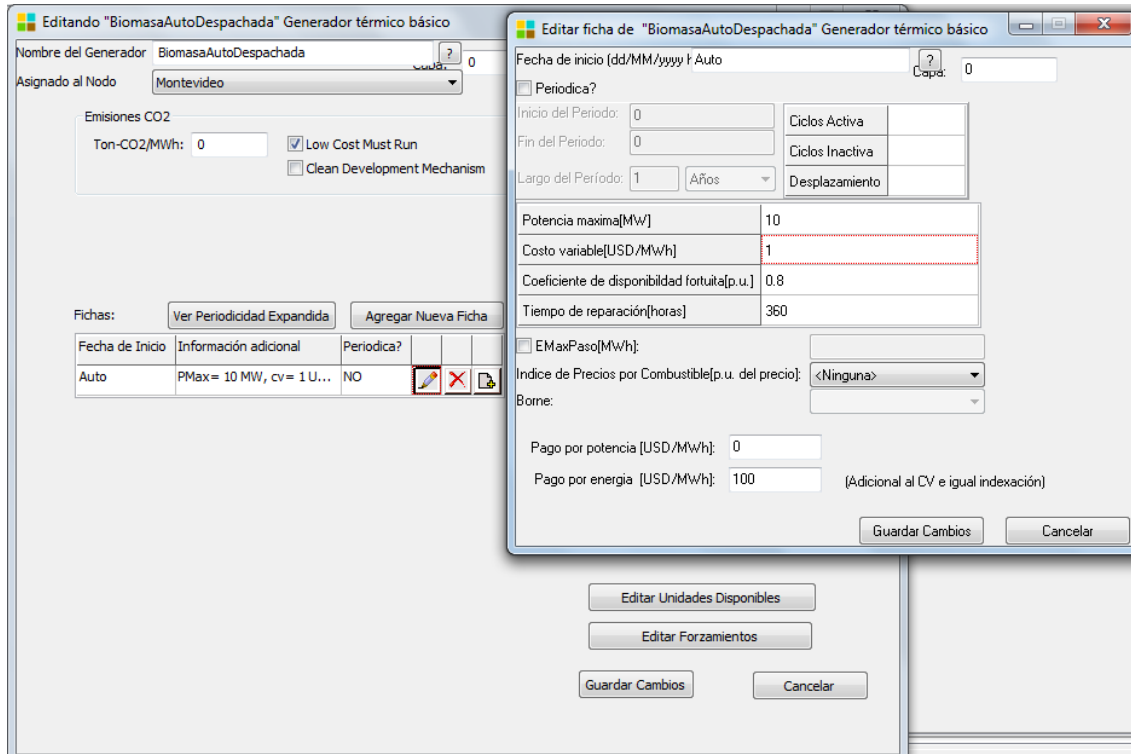 Editando "BiomasaAutoDespachada" Generador térmico básico
Nombre del Generador BiomasaAutoDespachada ? Capa: 0
Asignado al Nodo Montevideo
Emisiones CO2
Ton-CO2/MWh: 0 Low Cost Must Run
Clean Development Mechanism
Fichas: Ver Periodicidad Expandida Agregar Nueva Ficha
Fecha de Inicio Información adicional Periodica?
Auto PMax= 10 MW, cv= 1 U... NO
Editar Unidades Disponibles
Editar Forzamientos
Guardar Cambios Cancelar
Editar ficha de "BiomasaAutoDespachada" Generador térmico básico
Fecha de inicio (dd/MM/yyyy h Auto ? Capa: 0
Periodica?
Inicio del Periodo: 0
Fin del Periodo: 0
Largo del Período: 1 Años
Ciclos Activa
Ciclos Inactiva
Desplazamiento
Potencia maxima[MW] 10
Costo variable[USD/MWh] 1
Coeficiente de disponibildad fortuita[p.u.] 0.8
Tiempo de reparación[horas] 360
EMaxPaso[MWh]:
Indice de Precios por Combustible[p.u. del precio]: <Ninguna>
Borne:
Pago por potencia [USD/MWh]: 0
Pago por energia [USD/MWh]: 100 (Adicional al CV e igual indexación)
Guardar Cambios Cancelar